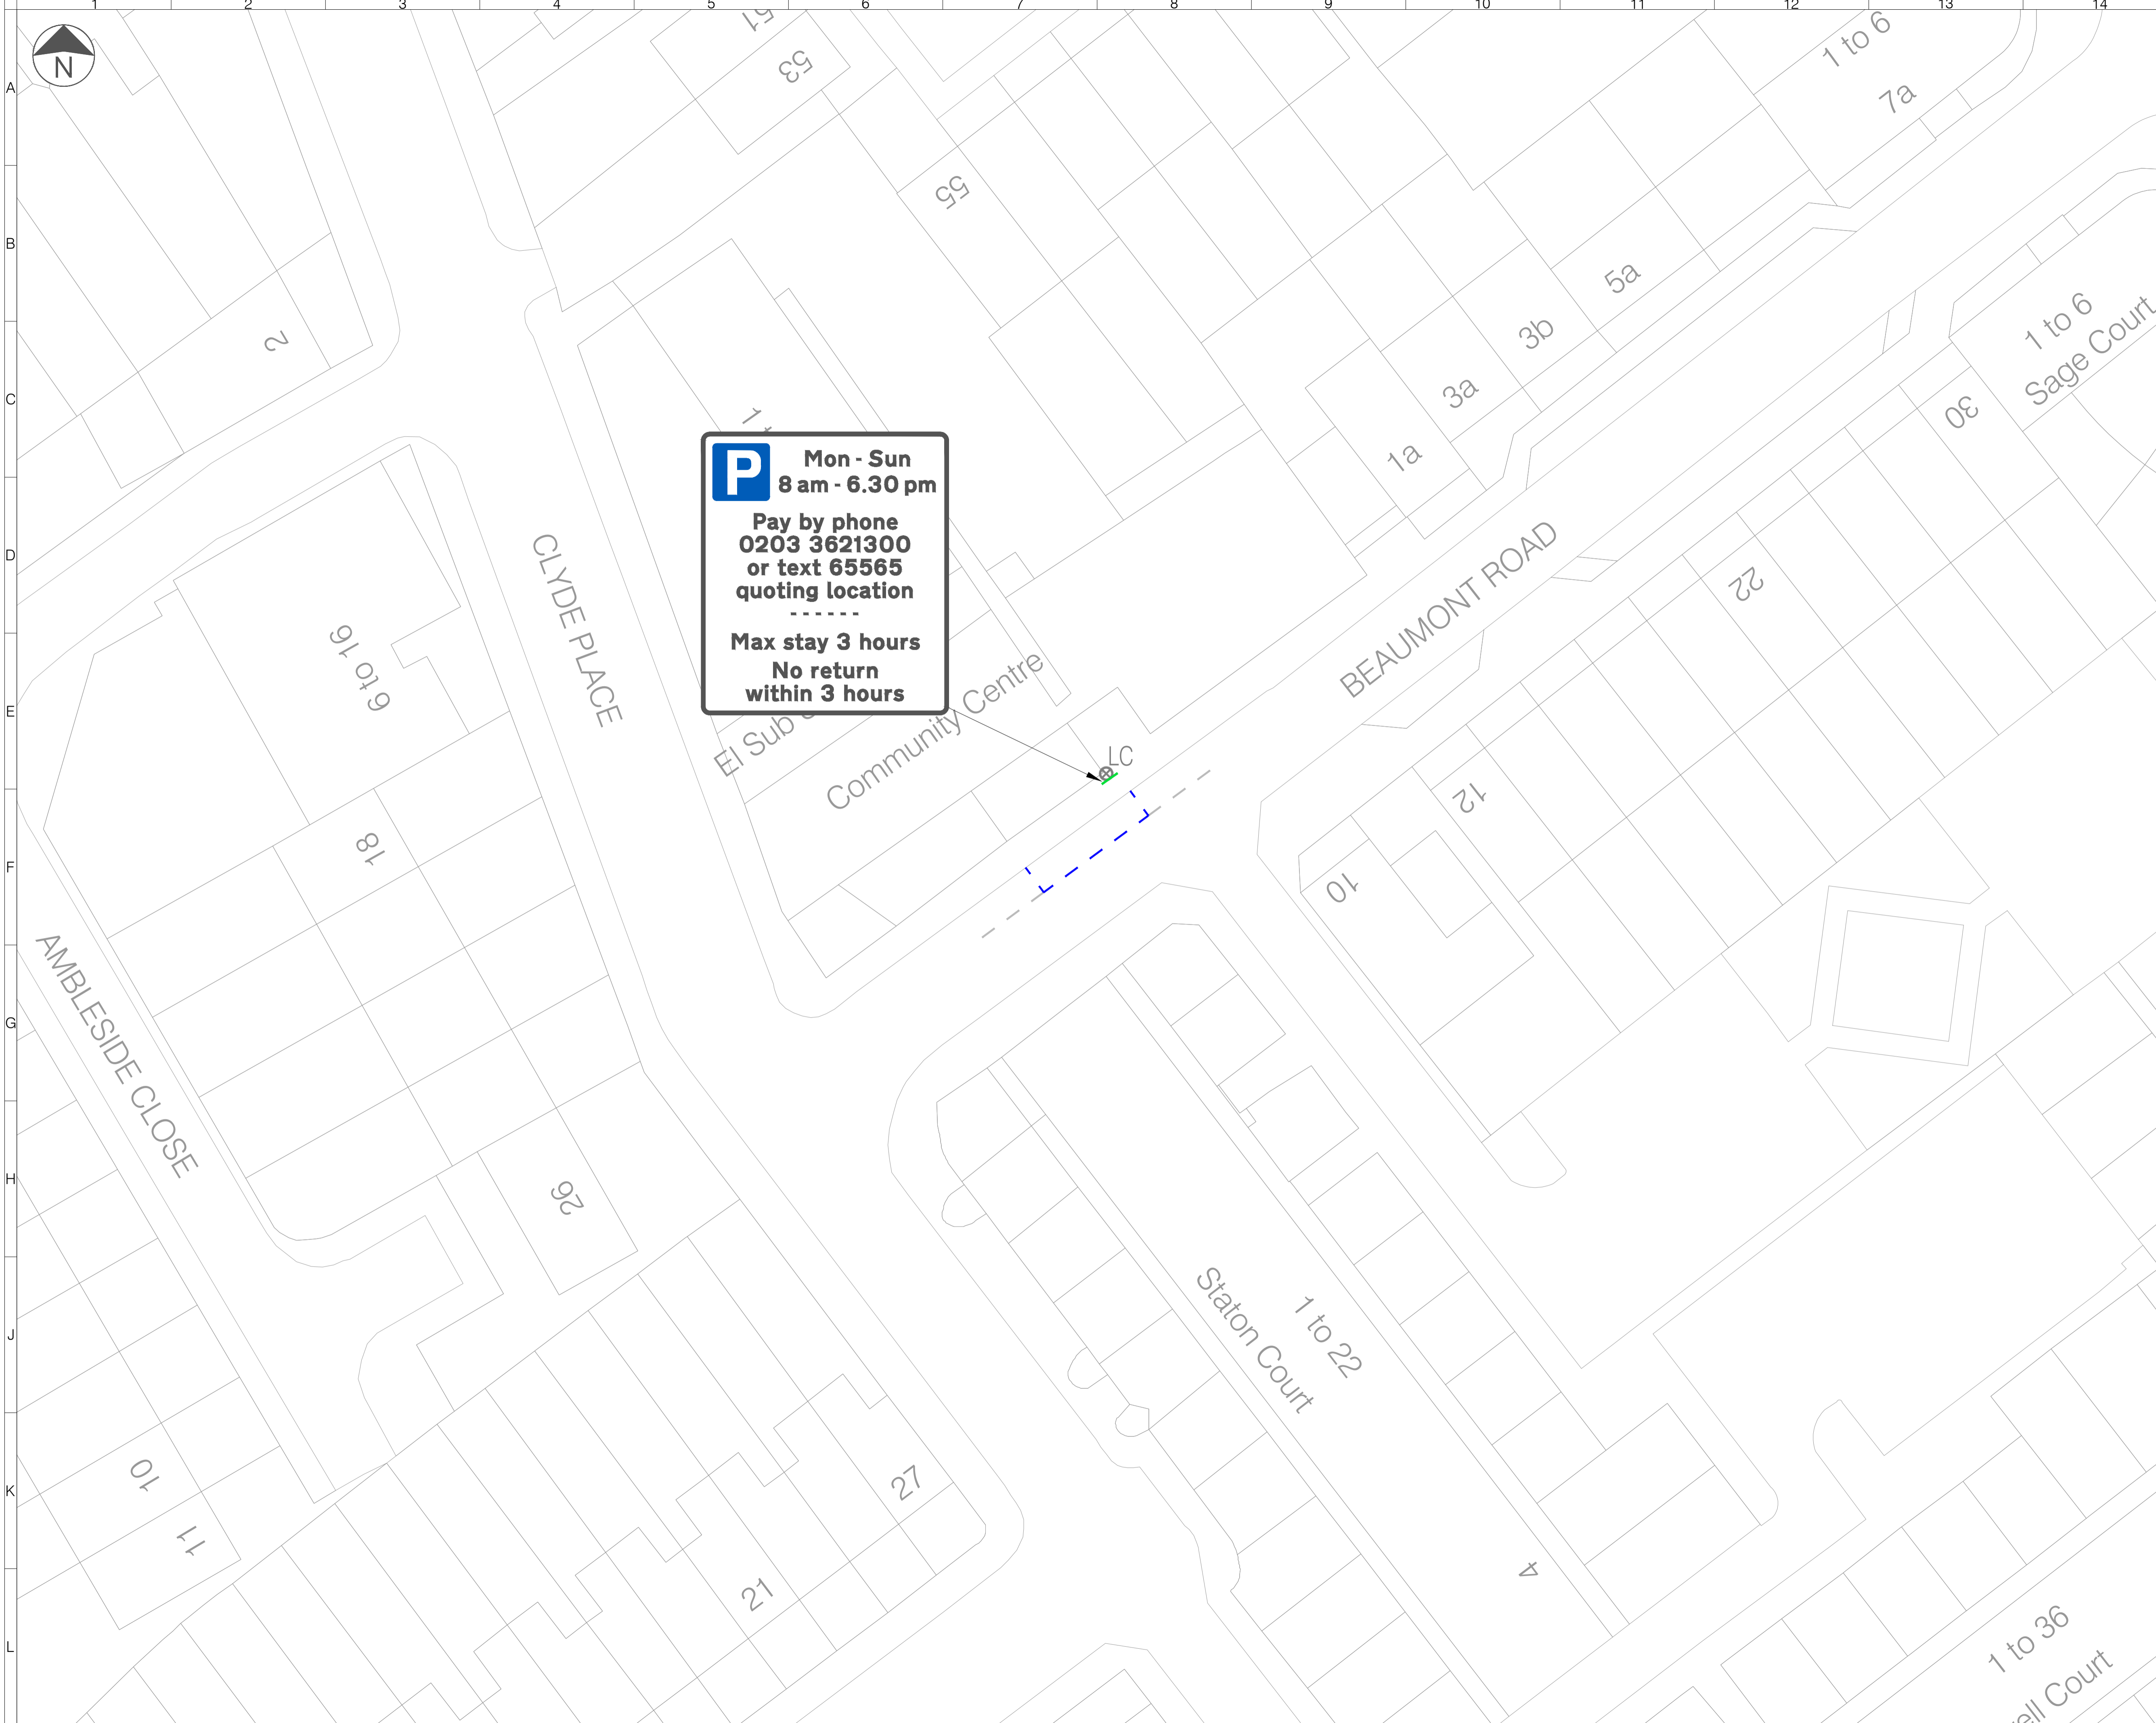 1 2 3 4 5 6 7 8 9 10 11 12 13 14
A
B
C
D
E
F
G
H
J
K
L
N
51
53
55
1 to 6
7a
5a
3b
3a
1a
1 to 6
Sage Court
30
22
12
10
2
CLYDE PLACE
BEAUMONT ROAD
P
Mon - Sun
8 am - 6.30 pm
Pay by phone
0203 3621300
or text 65565
quoting location
- - - - - -
Max stay 3 hours
No return
within 3 hours
El Sub
Community Centre
LC
6 to 16
18
26
AMBLESIDE CLOSE
10
11
27
21
Staton Court
1 to 22
4
1 to 36
Court